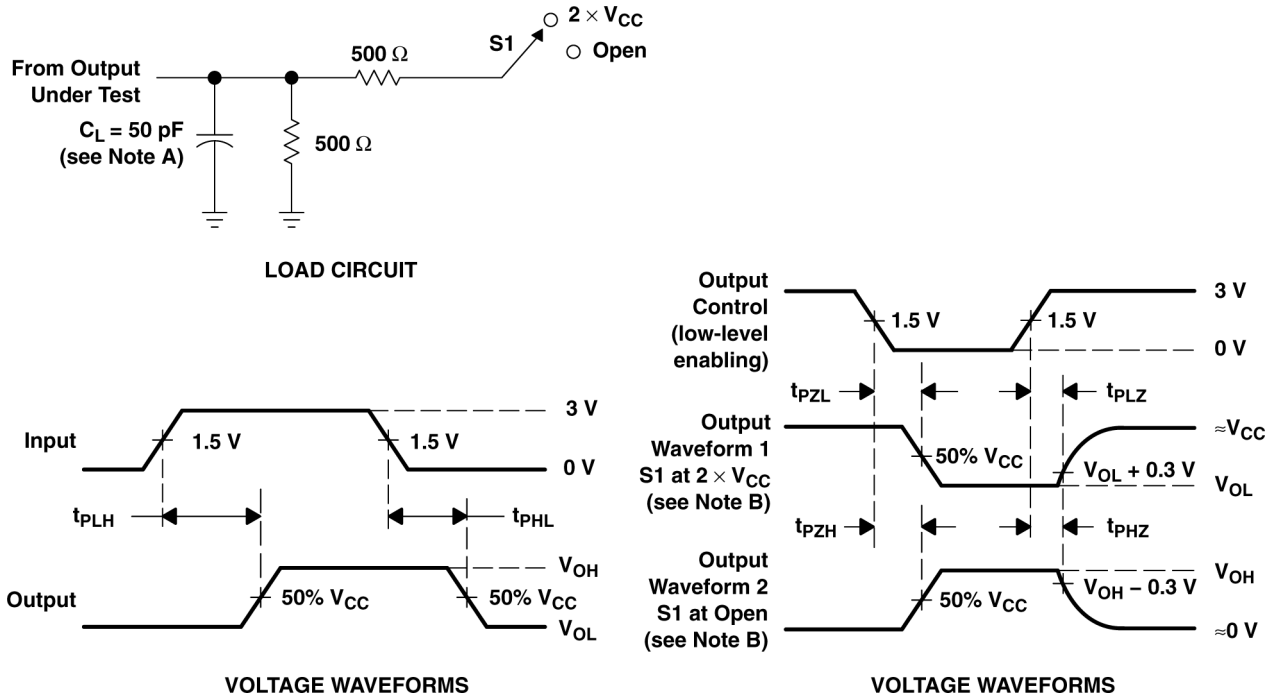 2 × VCC
S1
Open
500 Ω
From Output
Under Test
CL = 50 pF
(see Note A)
500 Ω
LOAD CIRCUIT
Input
1.5 V
1.5 V
3 V
0 V
tPLH
tPHL
Output
50% VCC
50% VCC
VOH
VOL
VOLTAGE WAVEFORMS
Output
Control
(low-level
enabling)
1.5 V
1.5 V
3 V
0 V
tPZL
tPLZ
Output
Waveform 1
S1 at 2 × VCC
(see Note B)
50% VCC
VOL + 0.3 V
≈VCC
VOL
tPZH
tPHZ
Output
Waveform 2
S1 at Open
(see Note B)
50% VCC
VOH − 0.3 V
VOH
≈0 V
VOLTAGE WAVEFORMS